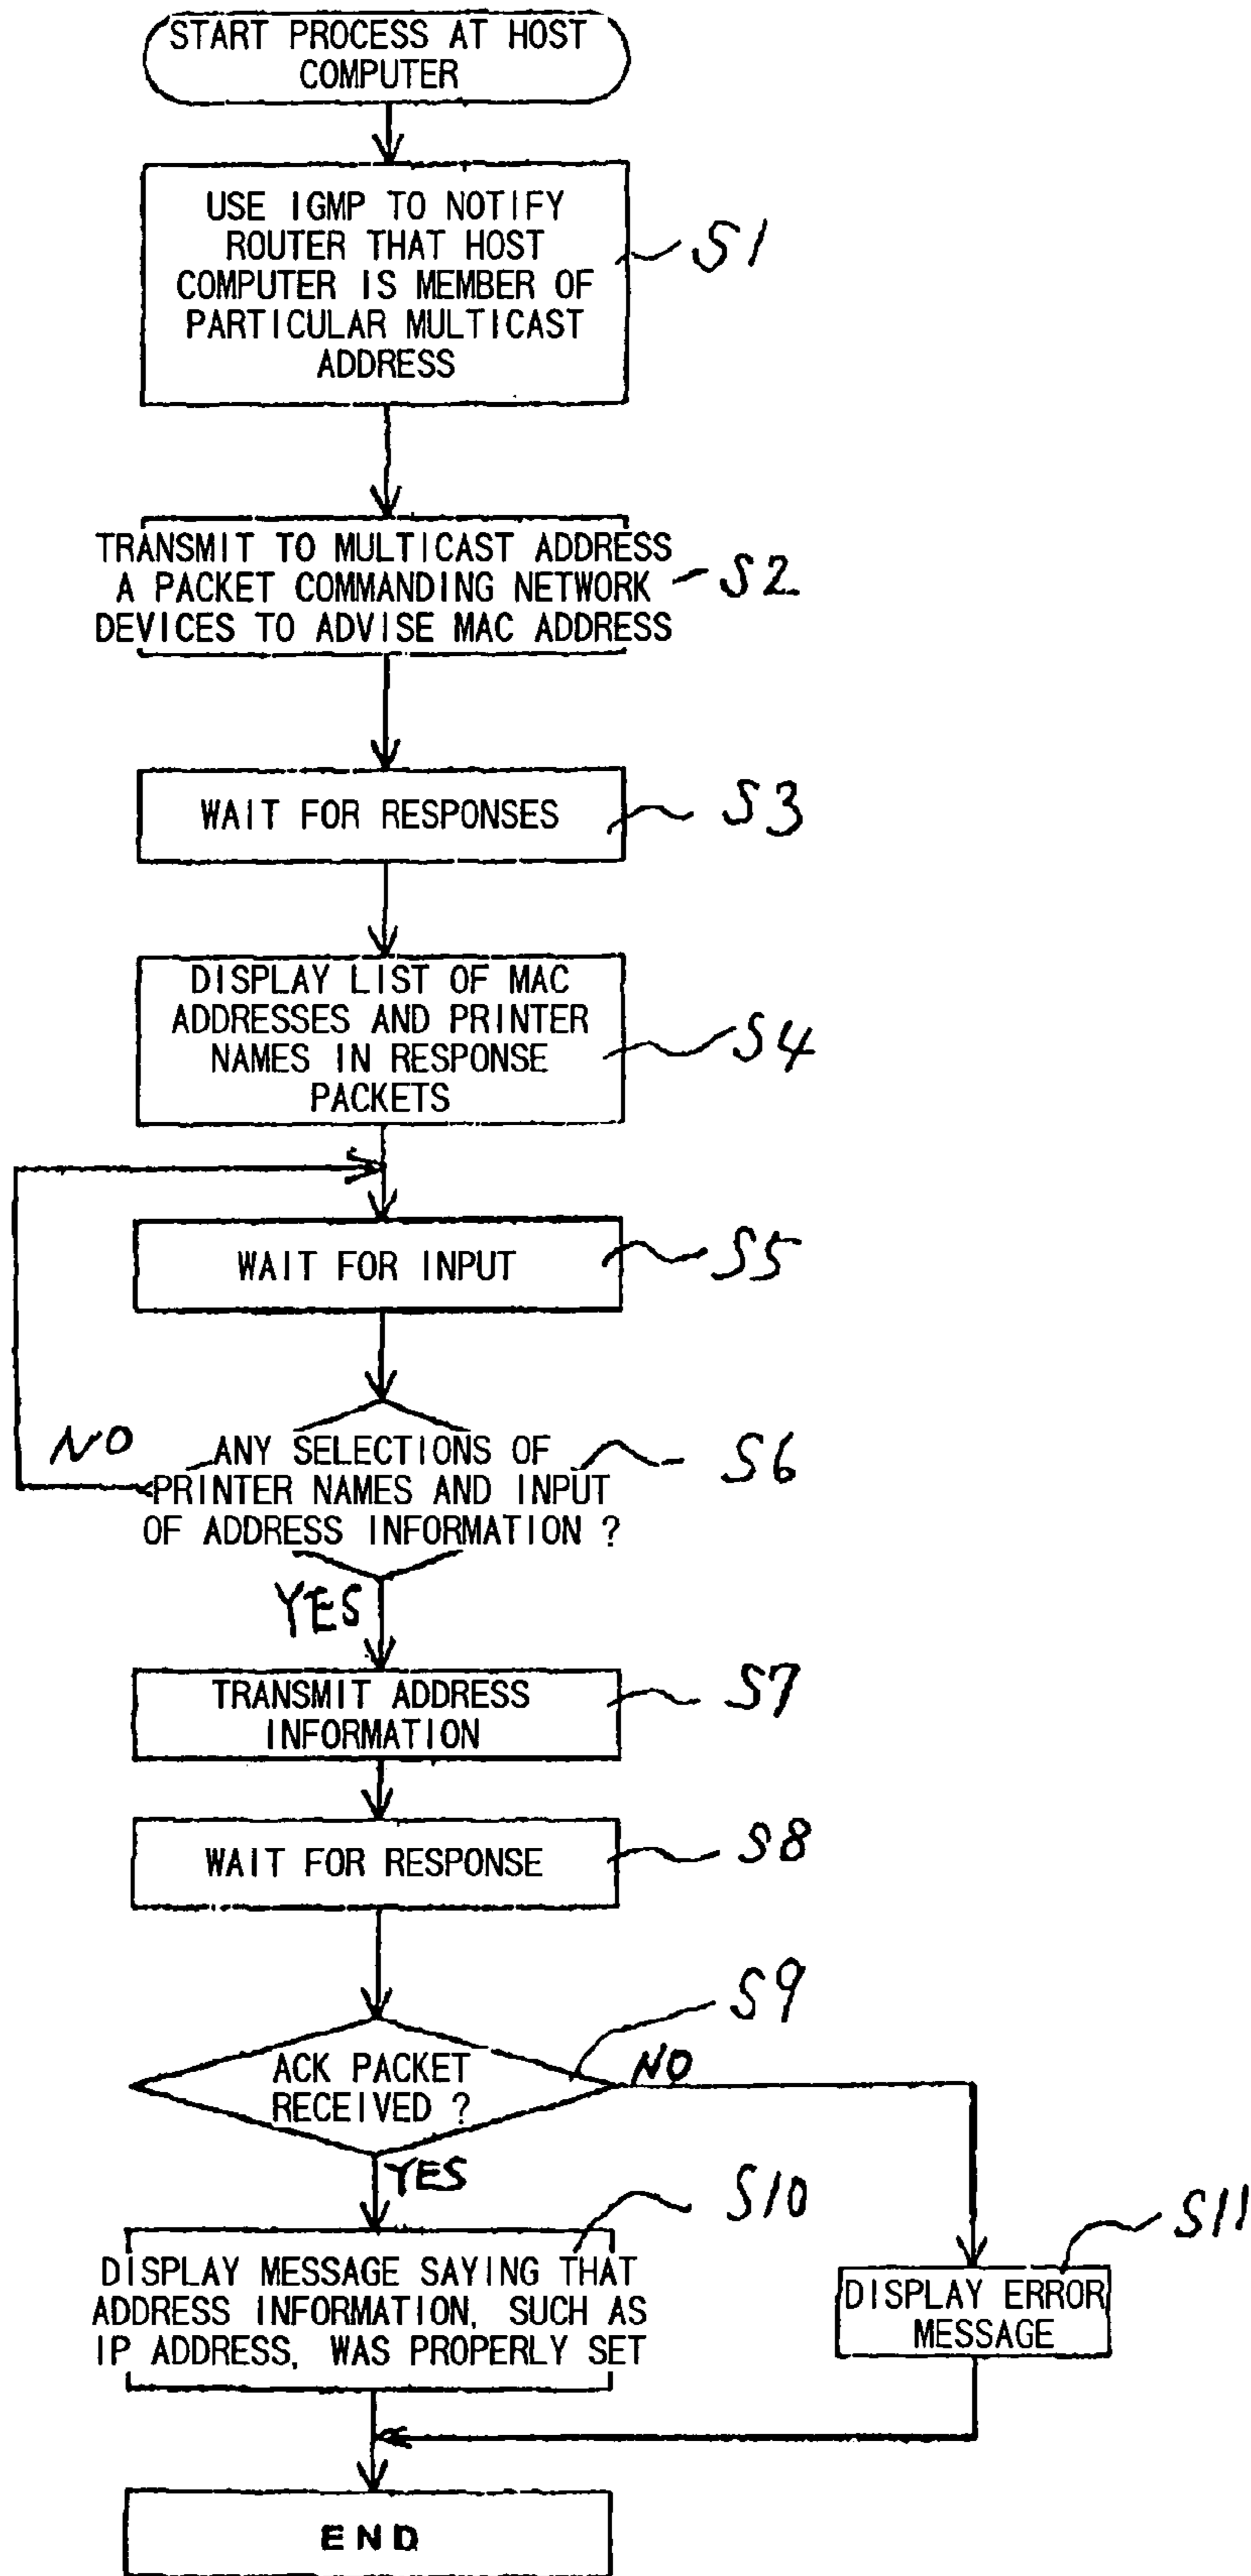 START PROCESS AT HOST
COMPUTER
USE IGMP TO NOTIFY
ROUTER THAT HOST
COMPUTER IS MEMBER OF
PARTICULAR MULTICAST
ADDRESS
S1
TRANSMIT TO MULTICAST ADDRESS
A PACKET COMMANDING NETWORK
DEVICES TO ADVISE MAC ADDRESS
S2
WAIT FOR RESPONSES
S3
DISPLAY LIST OF MAC
ADDRESSES AND PRINTER
NAMES IN RESPONSE
PACKETS
S4
WAIT FOR INPUT
S5
NO
ANY SELECTIONS OF
PRINTER NAMES AND INPUT
OF ADDRESS INFORMATION ?
S6
YES
TRANSMIT ADDRESS
INFORMATION
S7
WAIT FOR RESPONSE
S8
S9
ACK PACKET
RECEIVED ?
NO
YES
S10
DISPLAY MESSAGE SAYING THAT
ADDRESS INFORMATION, SUCH AS
IP ADDRESS, WAS PROPERLY SET
S11
DISPLAY ERROR
MESSAGE
END